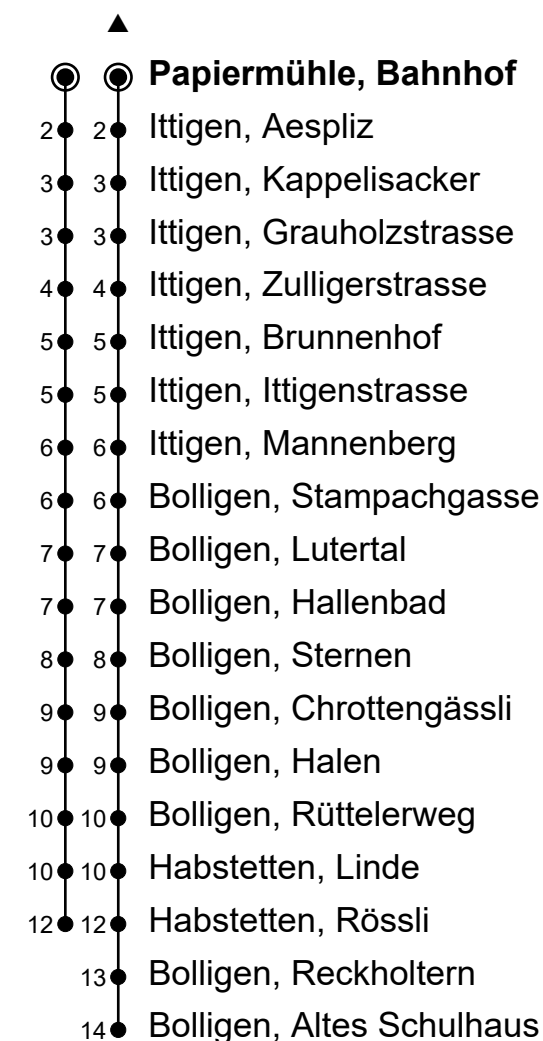 ▲
Papiermühle, Bahnhof
2 2 Ittigen, Aespliz
3 3 Ittigen, Kappelisacker
3 3 Ittigen, Grauholzstrasse
4 4 Ittigen, Zulligerstrasse
5 5 Ittigen, Brunnenhof
5 5 Ittigen, Ittigenstrasse
6 6 Ittigen, Mannenberg
6 6 Bolligen, Stampachgasse
7 7 Bolligen, Lutertal
7 7 Bolligen, Hallenbad
8 8 Bolligen, Sternen
9 9 Bolligen, Chrottengässli
9 9 Bolligen, Halen
10 10 Bolligen, Rüttelerweg
10 10 Habstetten, Linde
12 12 Habstetten, Rössli
13 Bolligen, Reckholtern
14 Bolligen, Altes Schulhaus